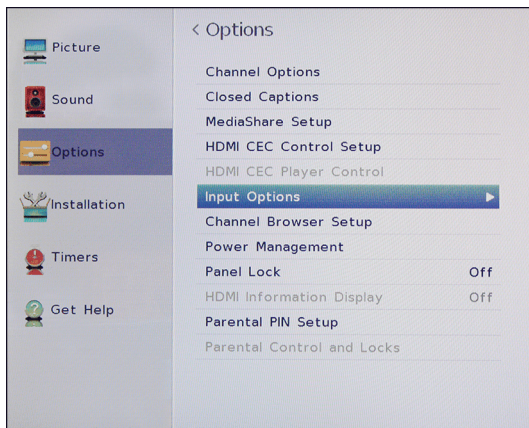 Picture
Sound
Options
Installation
Timers
Get Help
< Options
Channel Options
Closed Captions
MediaShare Setup
HDMI CEC Control Setup
HDMI CEC Player Control
Input Options
Channel Browser Setup
Power Management
Panel Lock Off
HDMI Information Display Off
Parental PIN Setup
Parental Control and Locks